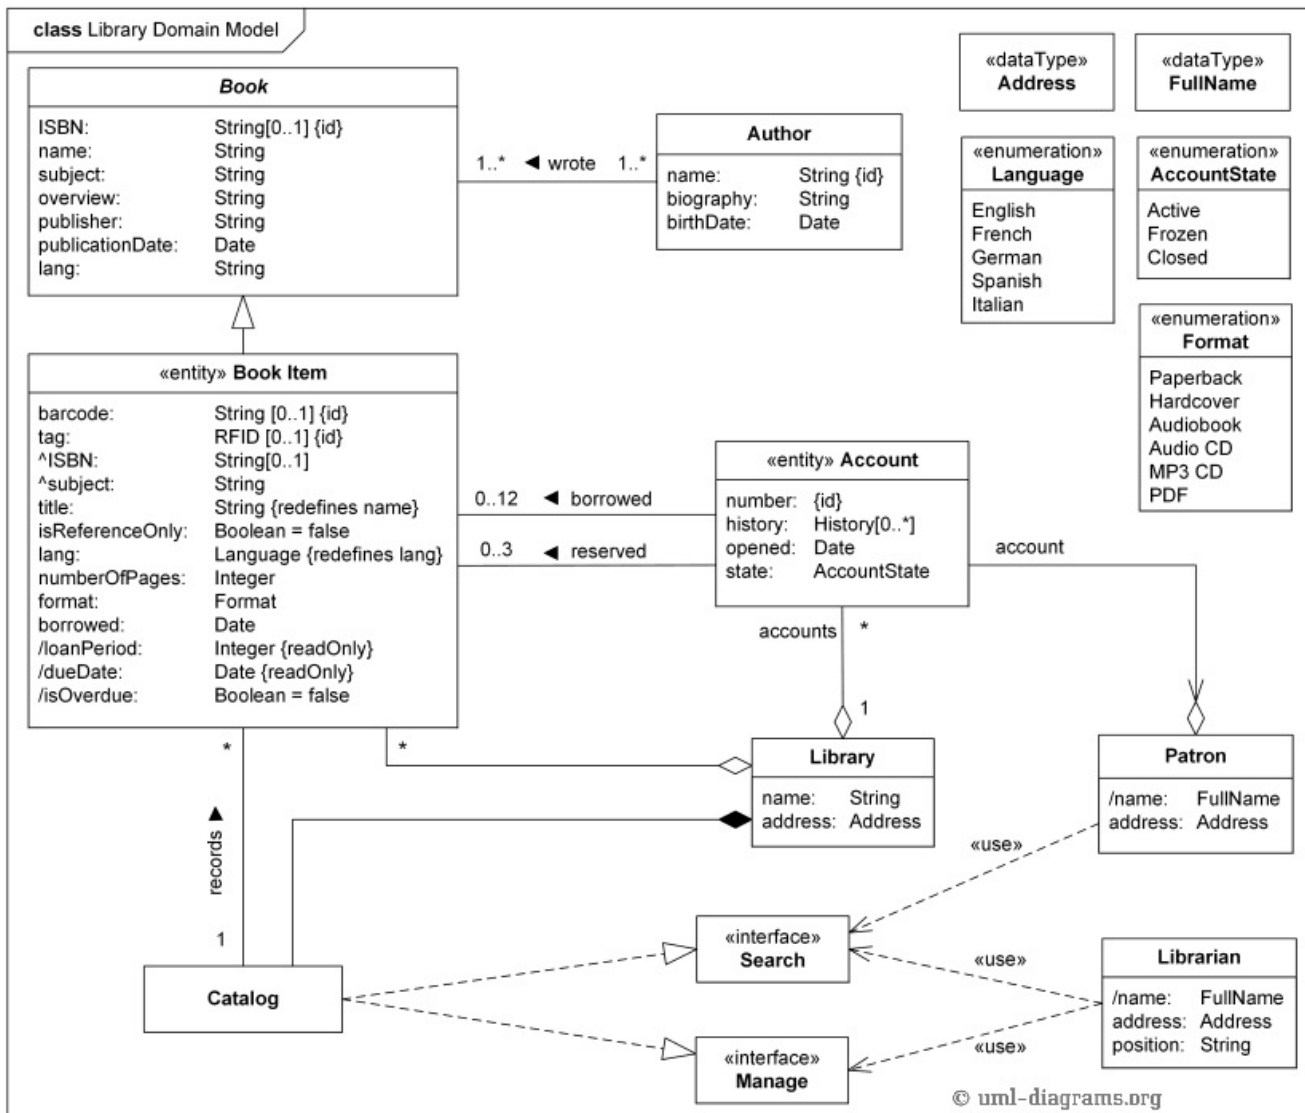 class Library Domain Model
Book
ISBN: String[0..1] {id}
name: String
subject: String
overview: String
publisher: String
publicationDate: Date
lang: String
1..* ◄ wrote 1..*
Author
name: String {id}
biography: String
birthDate: Date
«dataType»
Address
«dataType»
FullName
«enumeration»
Language
English
French
German
Spanish
Italian
«enumeration»
AccountState
Active
Frozen
Closed
«enumeration»
Format
Paperback
Hardcover
Audiobook
Audio CD
MP3 CD
PDF
«entity» Book Item
barcode: String [0..1] {id}
tag: RFID [0..1] {id}
^ISBN: String[0..1]
^subject: String
title: String {redefines name}
isReferenceOnly: Boolean = false
lang: Language {redefines lang}
numberOfPages: Integer
format: Format
borrowed: Date
/loanPeriod: Integer {readOnly}
/dueDate: Date {readOnly}
/isOverdue: Boolean = false
0..12 ◄ borrowed
0..3 ◄ reserved
«entity» Account
number: {id}
history: History[0..*]
opened: Date
state: AccountState
account
accounts *
1
* *
Library
name: String
address: Address
Patron
/name: FullName
address: Address
records ►
1
Catalog
«use»
«interface»
Search
«use»
Librarian
/name: FullName
address: Address
position: String
«use»
«interface»
Manage
© uml-diagrams.org